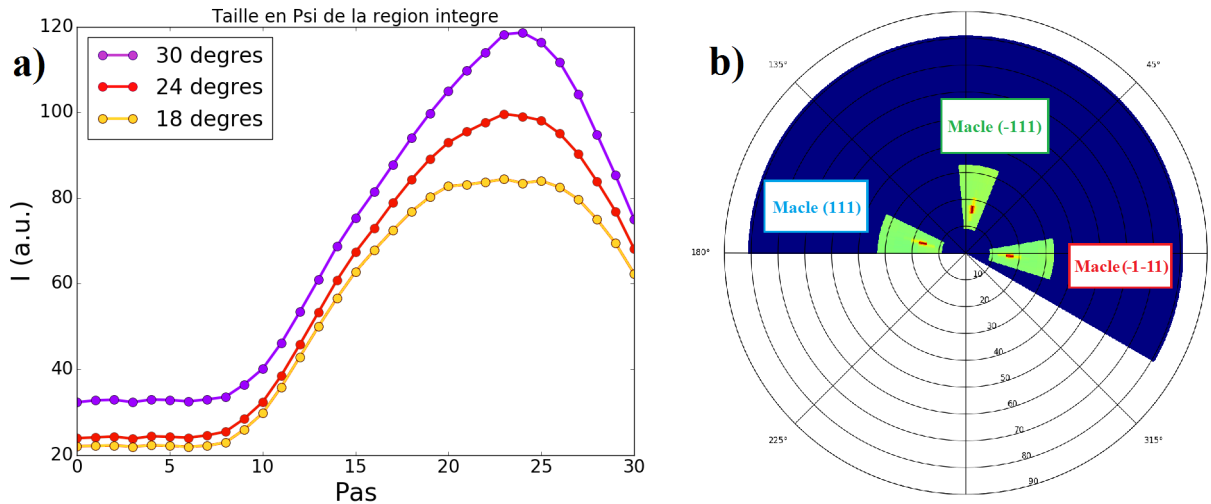 Taille en Psi de la region integre
a)
30 degres
24 degres
18 degres
I (a.u.)
120
100
80
60
40
20
0
5
10
15
20
25
30
Pas
b)
135°
45°
180°
225°
315°
Macle (-111)
Macle (111)
Macle (-1-11)
10
20
30
40
50
60
70
80
90